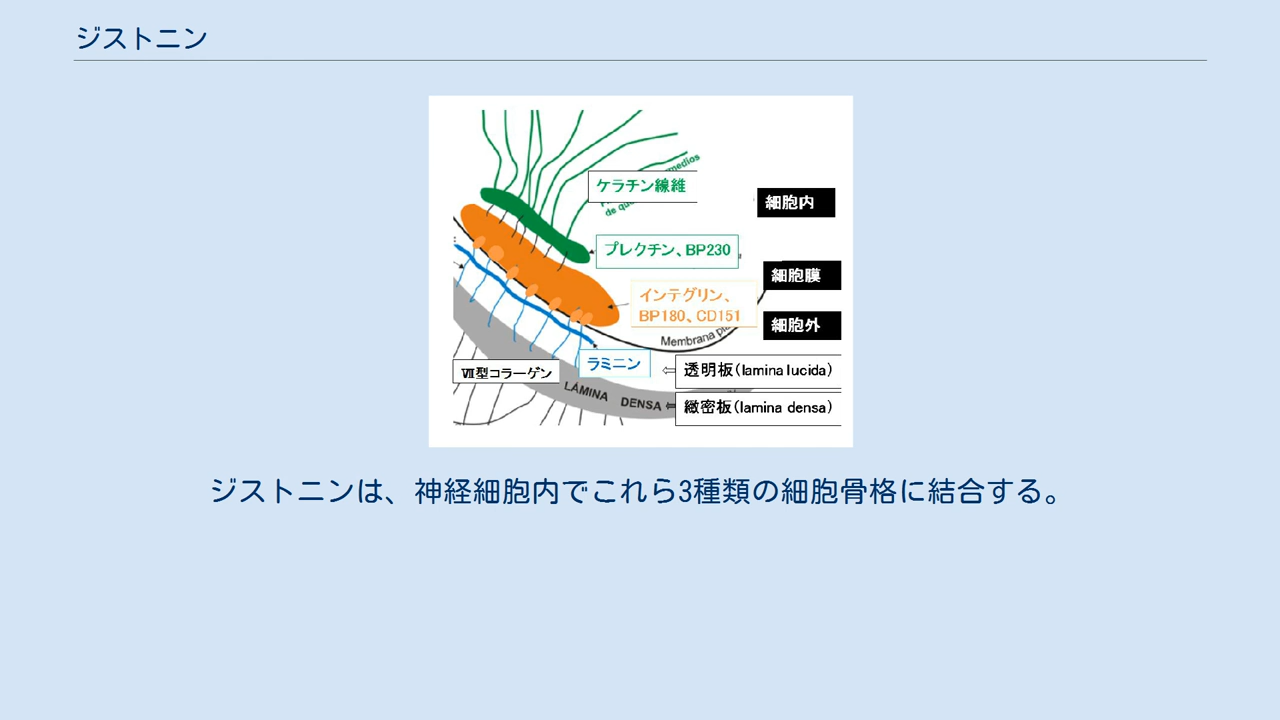 ジストニン
ケラチン線維
細胞内
プレクチン、BP230
細胞膜
インテグリン、
BP180、CD151
細胞外
ラミニン
透明板(lamina lucida)
Ⅶ型コラーゲン
LÁMINA DENSA
緻密板(lamina densa)
ジストニンは、神経細胞内でこれら3種類の細胞骨格に結合する。